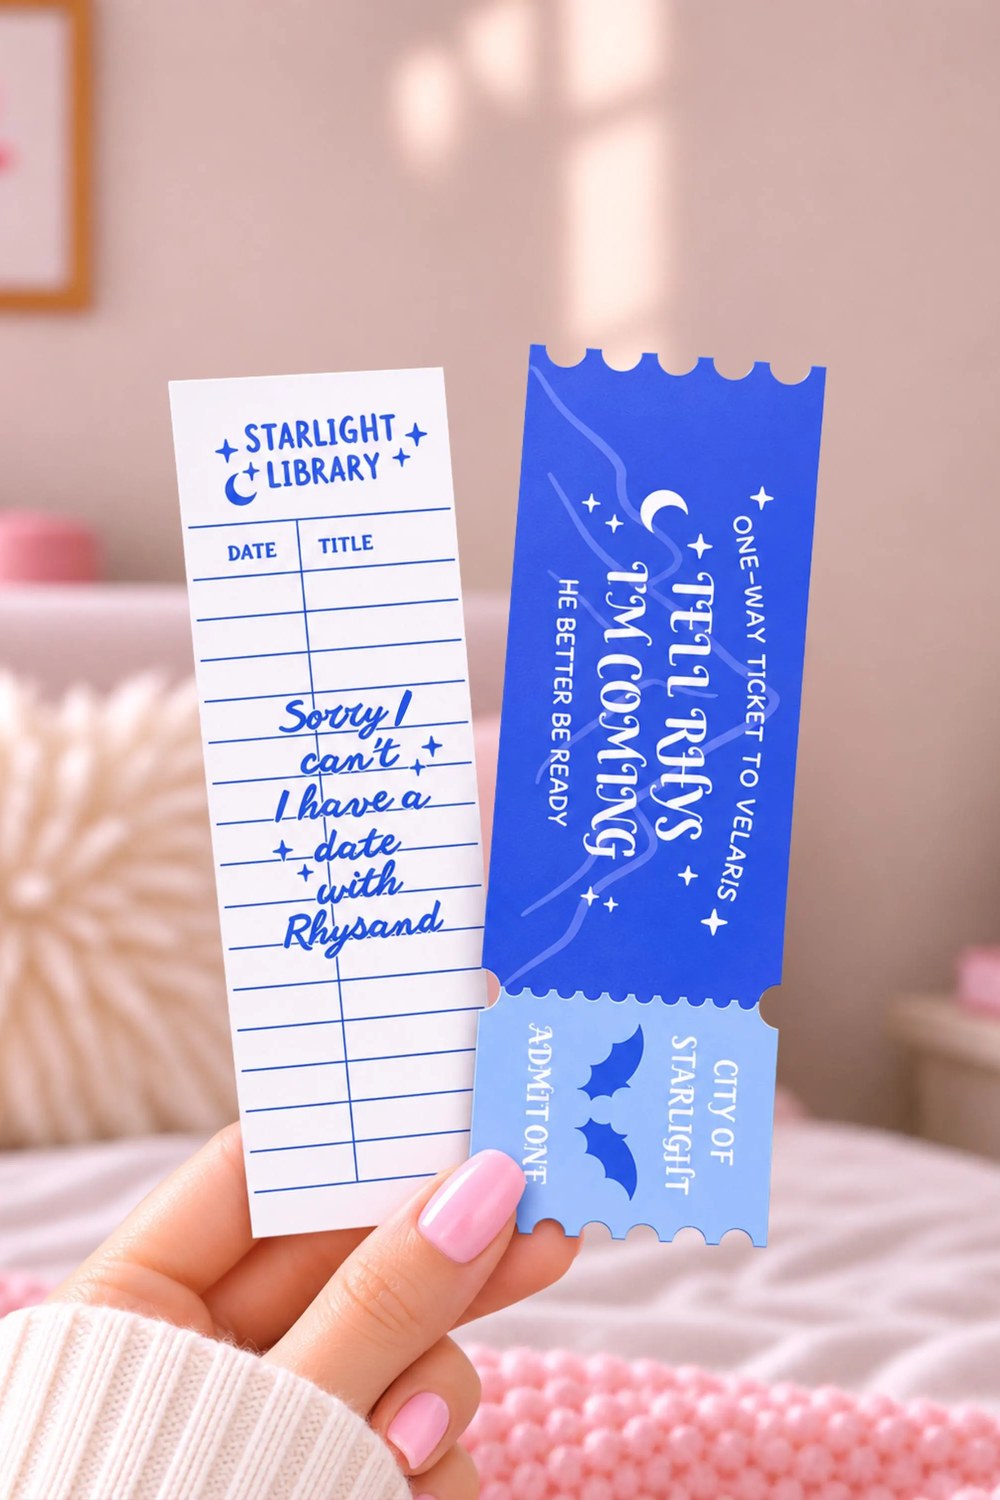 STARLIGHT
LIBRARY
DATE TITLE
Sorry I
can't
I have a
date
with
Rhysand
ONE-WAY TICKET TO VELARIS
TELL RHYS
I'M COMING
HE BETTER BE READY
CITY OF
STARLIGHT
ADMIT ONE